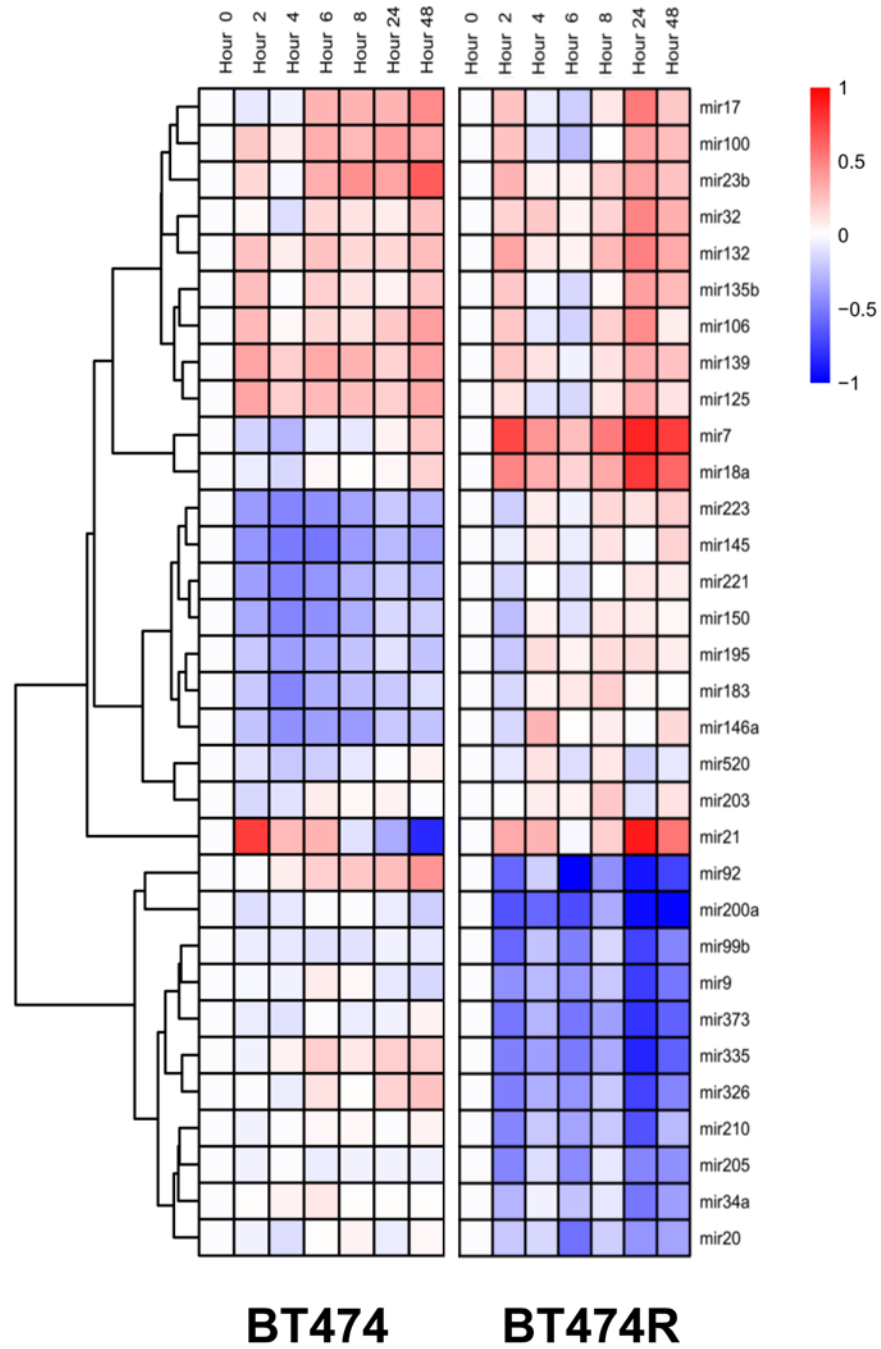 Hour 0
Hour 2
Hour 4
Hour 6
Hour 8
Hour 24
Hour 48
Hour 0
Hour 2
Hour 4
Hour 6
Hour 8
Hour 24
Hour 48
1
0.5
0
−0.5
−1
mir17
mir100
mir23b
mir32
mir132
mir135b
mir106
mir139
mir125
mir7
mir18a
mir223
mir145
mir221
mir150
mir195
mir183
mir146a
mir520
mir203
mir21
mir92
mir200a
mir99b
mir9
mir373
mir335
mir326
mir210
mir205
mir34a
mir20
BT474
BT474R